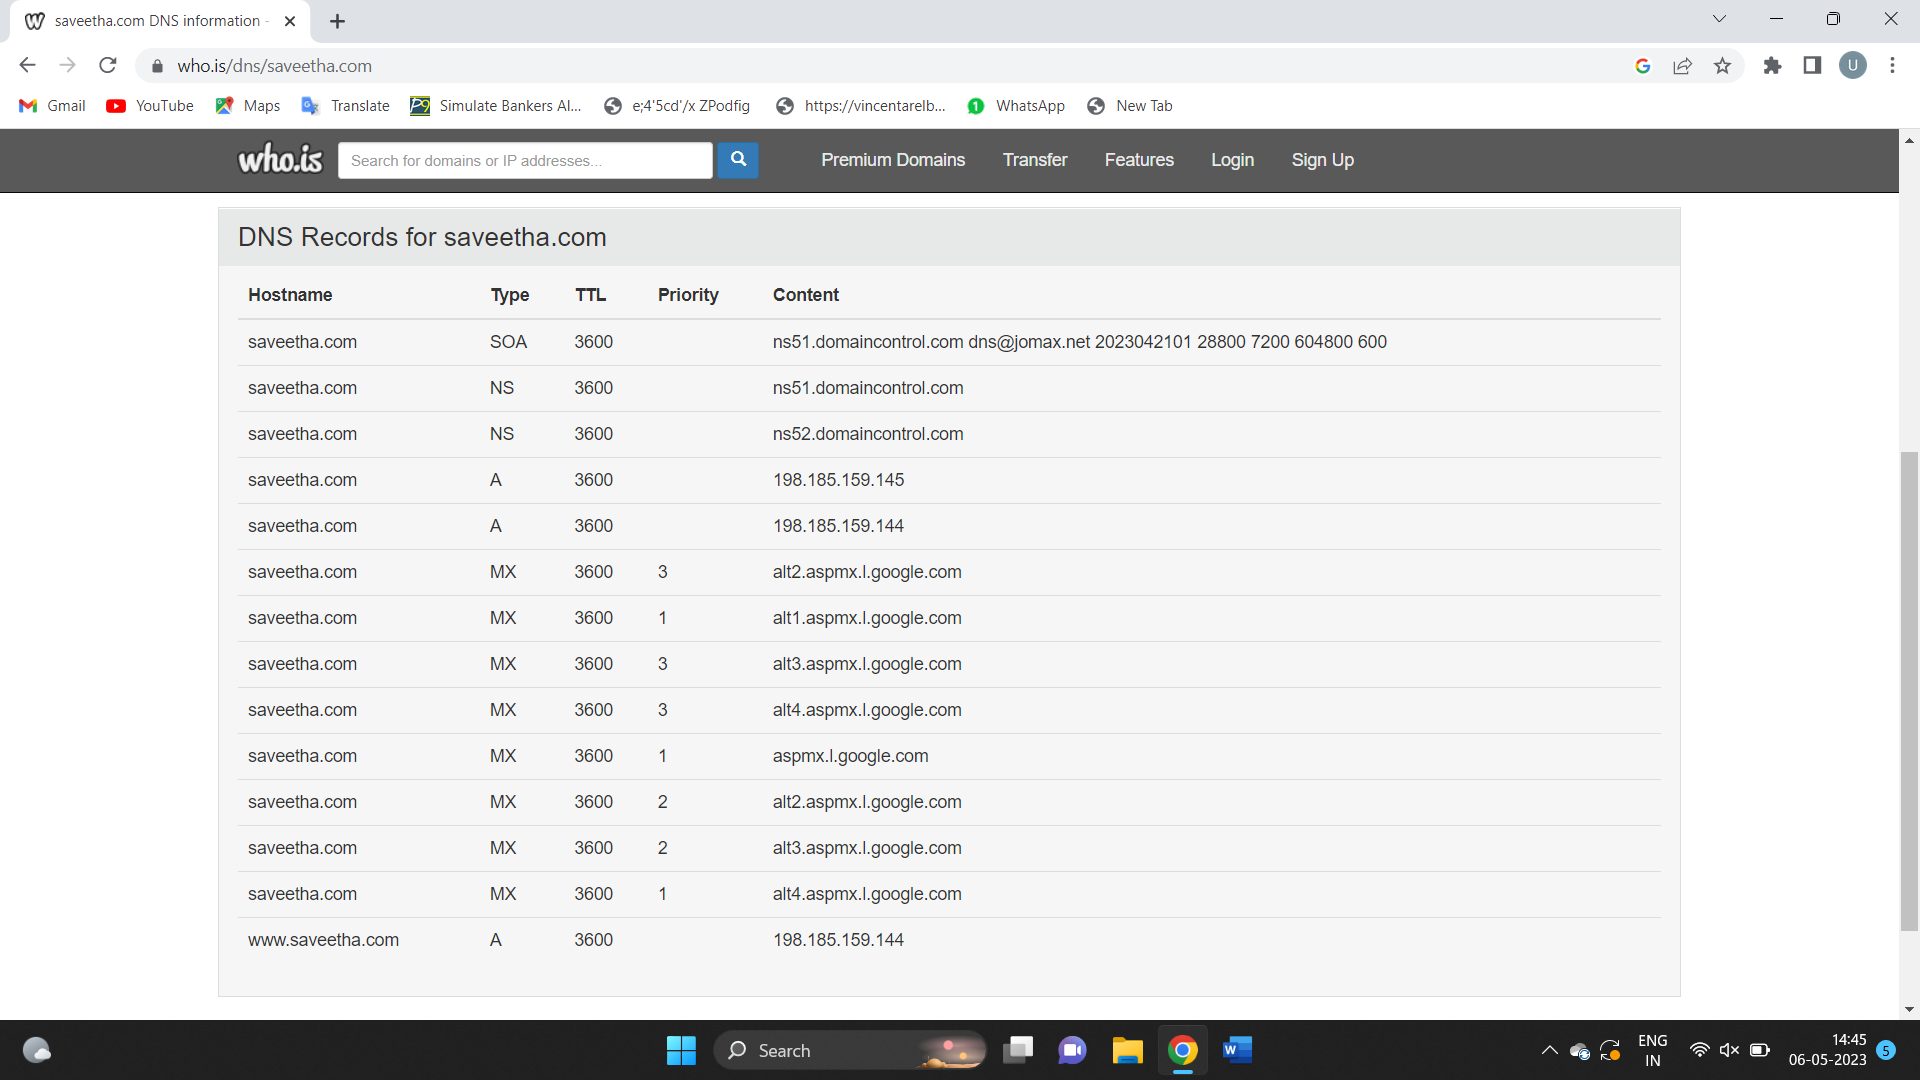 saveetha.com DNS information -
who.is/dns/saveetha.com
U
Gmail YouTube Maps Translate Simulate Bankers Al... e;4'5cd'/x ZPodfig https://vincentarelb... 1 WhatsApp New Tab
who.is Search for domains or IP addresses... Premium Domains Transfer Features Login Sign Up
DNS Records for saveetha.com
Hostname Type TTL Priority Content
saveetha.com SOA 3600 ns51.domaincontrol.com dns@jomax.net 2023042101 28800 7200 604800 600
saveetha.com NS 3600 ns51.domaincontrol.com
saveetha.com NS 3600 ns52.domaincontrol.com
saveetha.com A 3600 198.185.159.145
saveetha.com A 3600 198.185.159.144
saveetha.com MX 3600 3 alt2.aspmx.l.google.com
saveetha.com MX 3600 1 alt1.aspmx.l.google.com
saveetha.com MX 3600 3 alt3.aspmx.l.google.com
saveetha.com MX 3600 3 alt4.aspmx.l.google.com
saveetha.com MX 3600 1 aspmx.l.google.com
saveetha.com MX 3600 2 alt2.aspmx.l.google.com
saveetha.com MX 3600 2 alt3.aspmx.l.google.com
saveetha.com MX 3600 1 alt4.aspmx.l.google.com
www.saveetha.com A 3600 198.185.159.144
Search
ENG
IN
14:45
06-05-2023
5